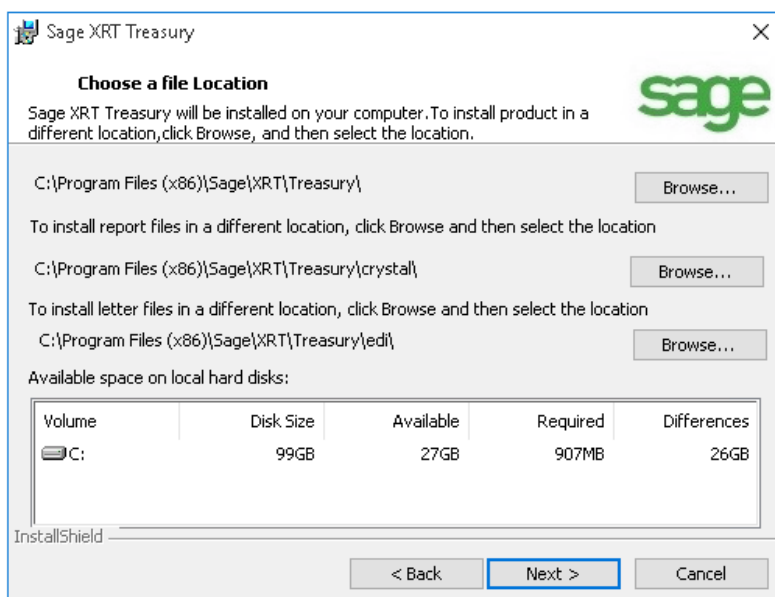 Sage XRT Treasury
Choose a file Location
sage
Sage XRT Treasury will be installed on your computer.To install product in a
different location,click Browse, and then select the location.
C:\Program Files (x86)\Sage\XRT\Treasury\
Browse...
To install report files in a different location, click Browse and then select the location
C:\Program Files (x86)\Sage\XRT\Treasury\crystal\
Browse...
To install letter files in a different location, click Browse and then select the location
C:\Program Files (x86)\Sage\XRT\Treasury\edi\
Browse...
Available space on local hard disks:
Volume Disk Size Available Required Differences
C: 99GB 27GB 907MB 26GB
InstallShield
< Back Next > Cancel